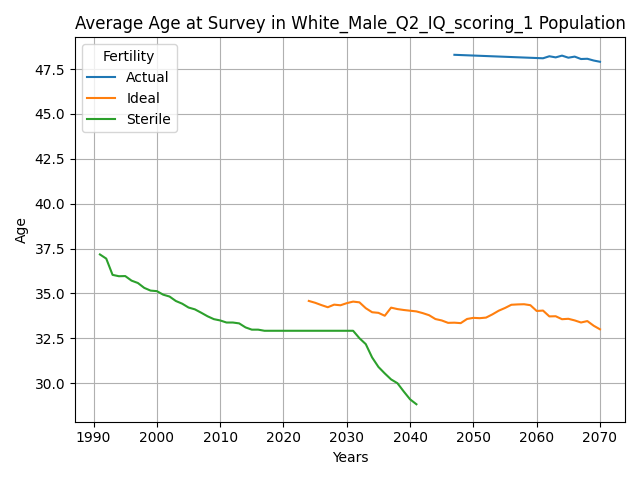 Average Age at Survey in White_Male_Q2_IQ_scoring_1 Population
Fertility
Actual
Ideal
Sterile
47.5
45.0
42.5
40.0
37.5
35.0
32.5
30.0
Age
1990 2000 2010 2020 2030 2040 2050 2060 2070
Years